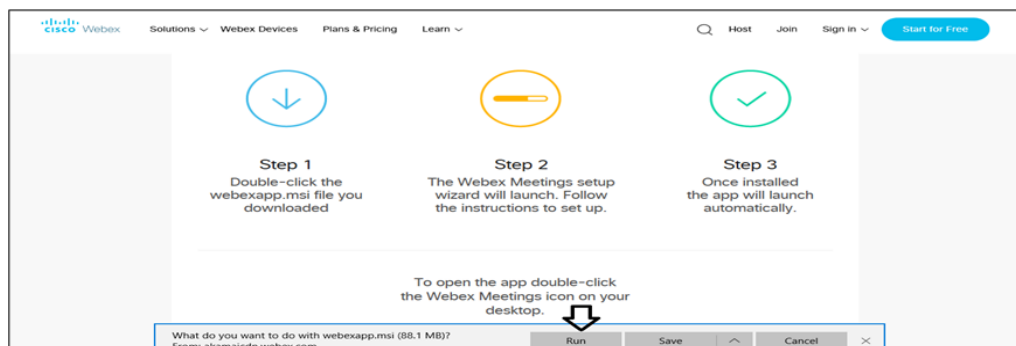 cisco Webex Solutions Webex Devices Plans & Pricing Learn Host Join Sign in Start for Free
Step 1
Double-click the
webexapp.msi file you
downloaded
Step 2
The Webex Meetings setup
wizard will launch. Follow
the instructions to set up.
Step 3
Once installed
the app will launch
automatically.
To open the app double-click
the Webex Meetings icon on your
desktop.
What do you want to do with webexapp.msi (88.1 MB)?
From: akamaicdn.webex.com
Run Save Cancel